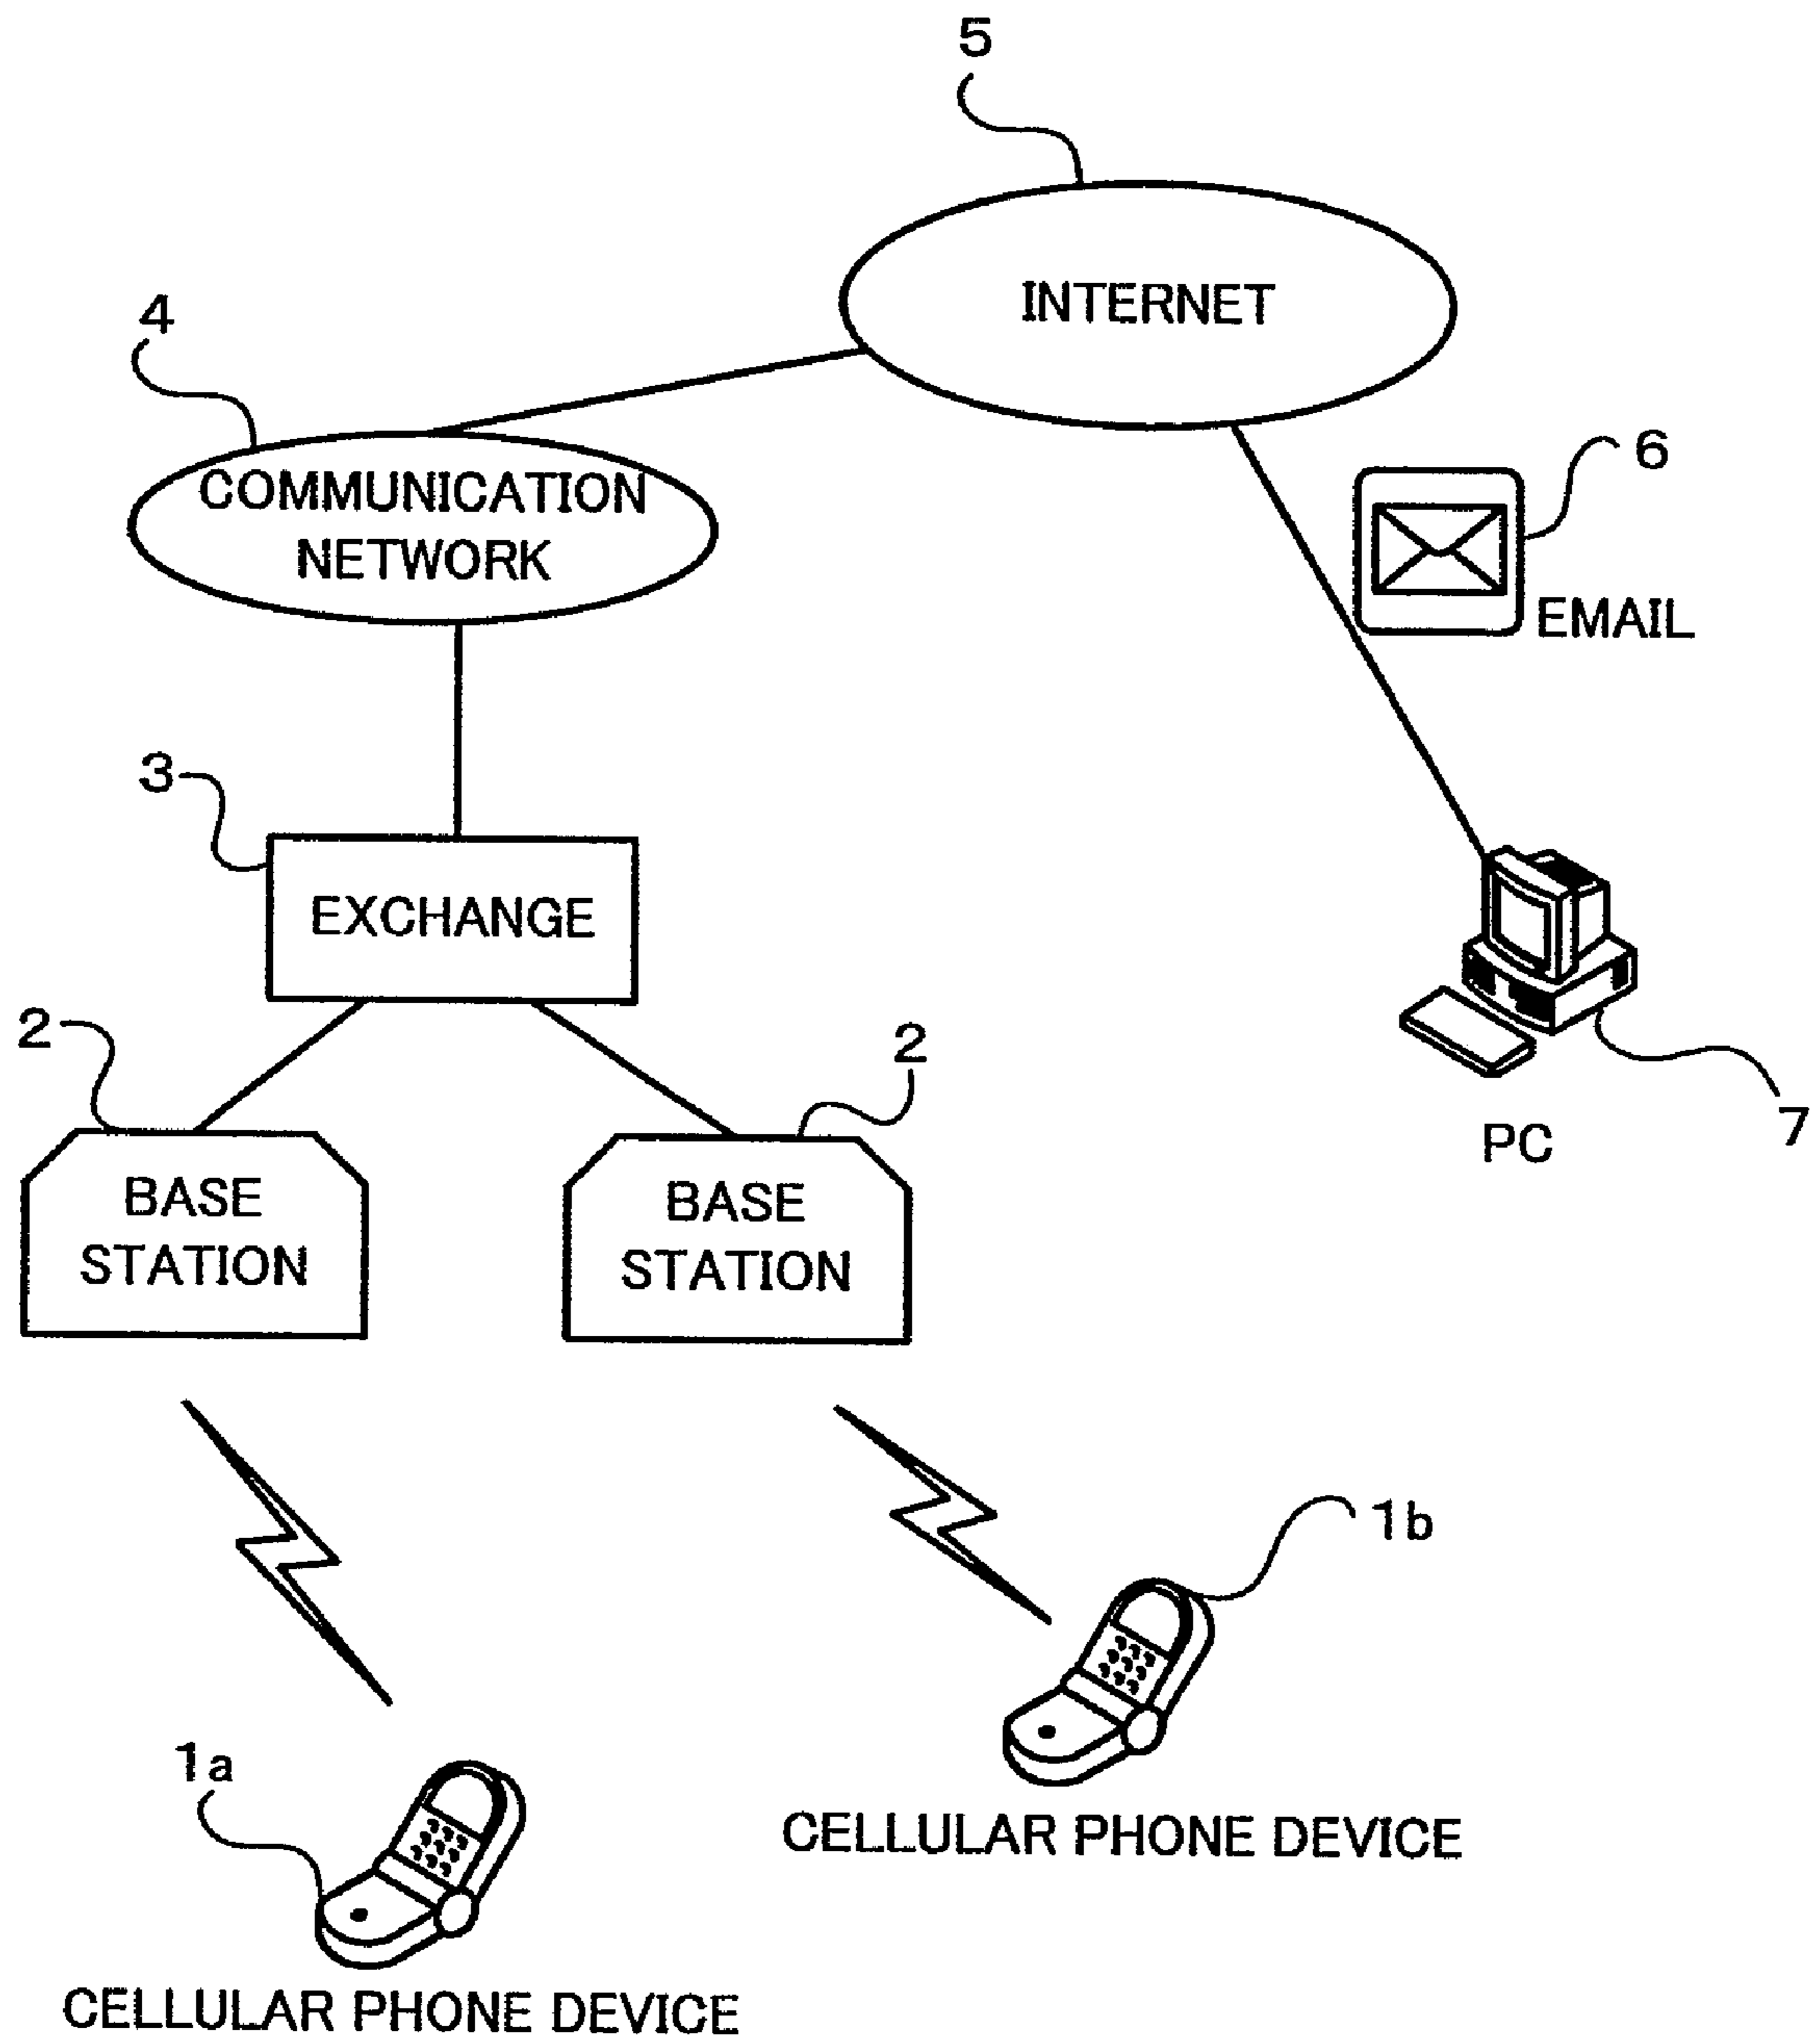 5
INTERNET
4
COMMUNICATION
NETWORK
6
EMAIL
3
EXCHANGE
2
2
BASE
STATION
BASE
STATION
7
PC
1b
CELLULAR PHONE DEVICE
1a
CELLULAR PHONE DEVICE